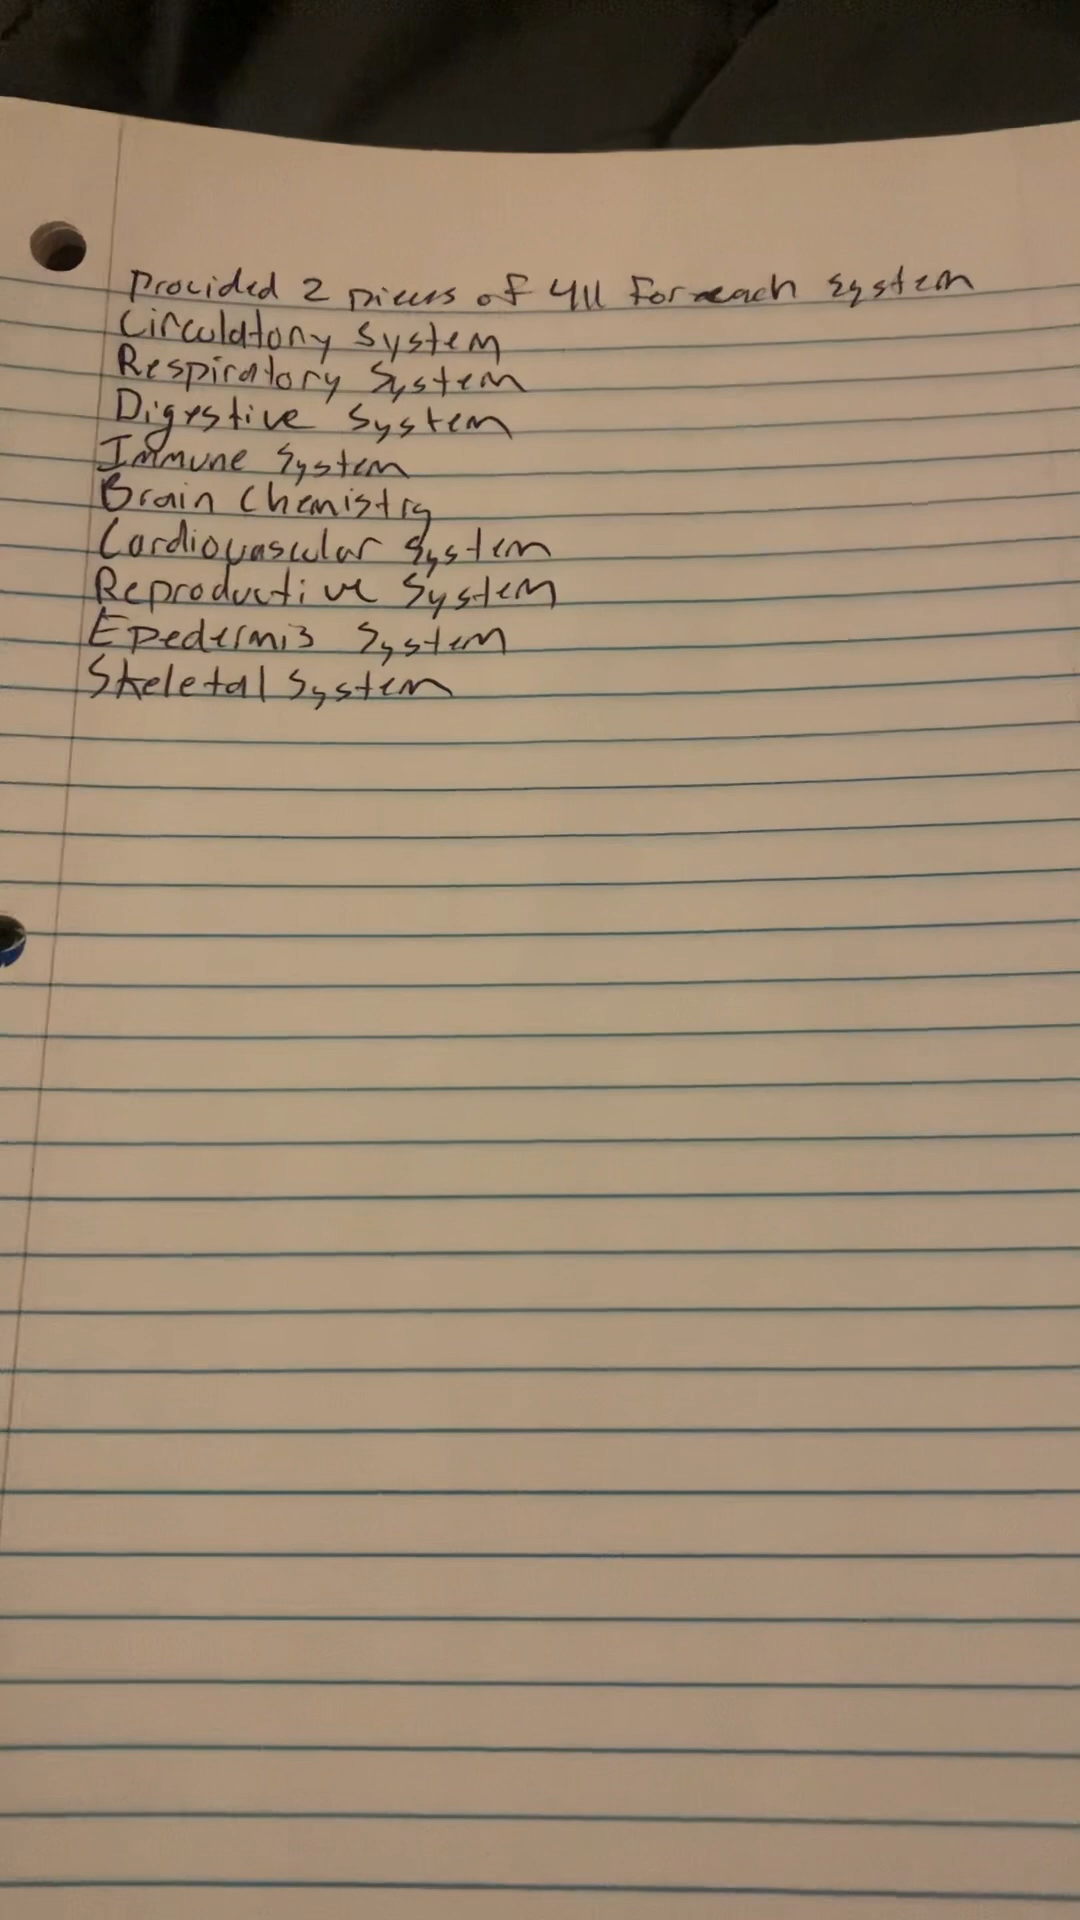 Procided 2 pieces of 411 For each system
Circulatory System
Respiratory System
Digestive System
Immune System
Brain Chemistry
Cardiovascular System
Reproductive System
Epedermis System
Skeletal System